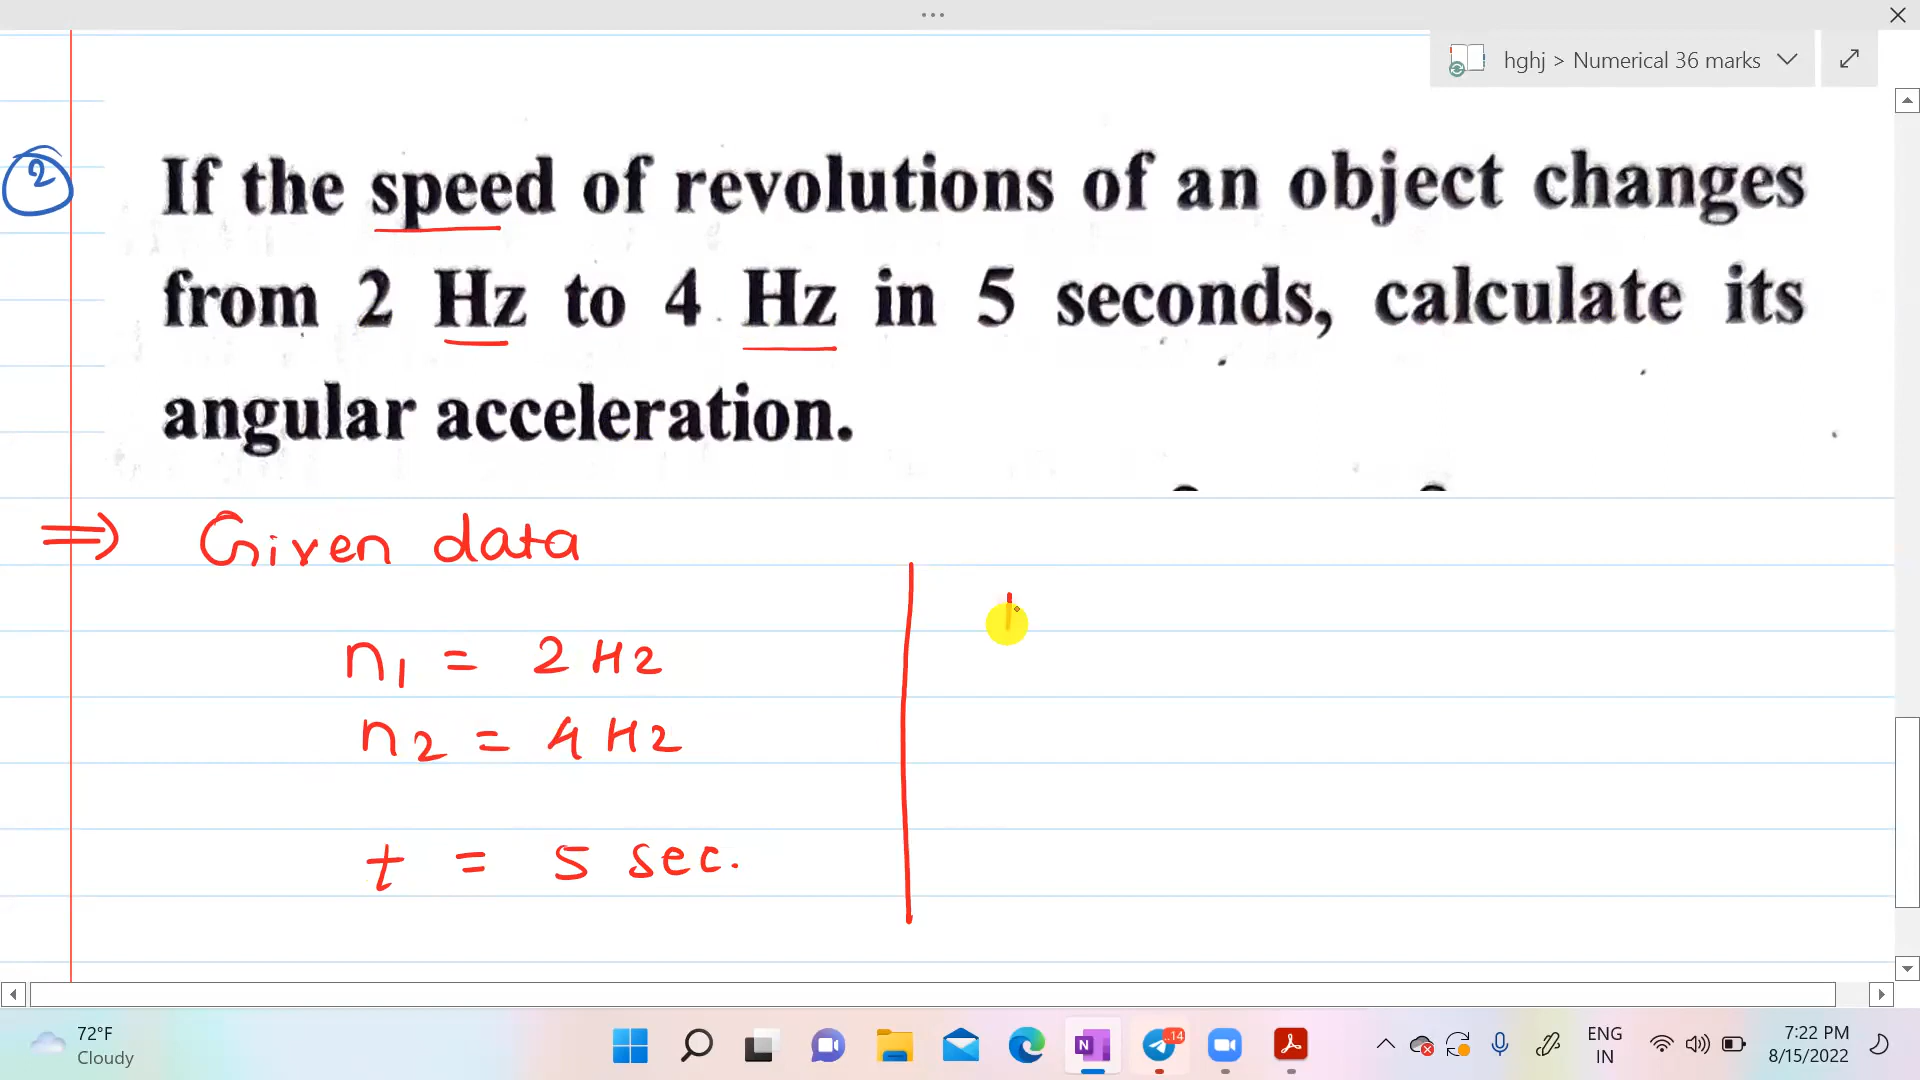 hghj > Numerical 36 marks
2
If the speed of revolutions of an object changes
from 2 Hz to 4 Hz in 5 seconds, calculate its
angular acceleration.
⇒ Given data
n1 = 2 Hz
n2 = 4 Hz
t = 5 sec.
72°F
Cloudy
N
..14
ENG
IN
7:22 PM
8/15/2022